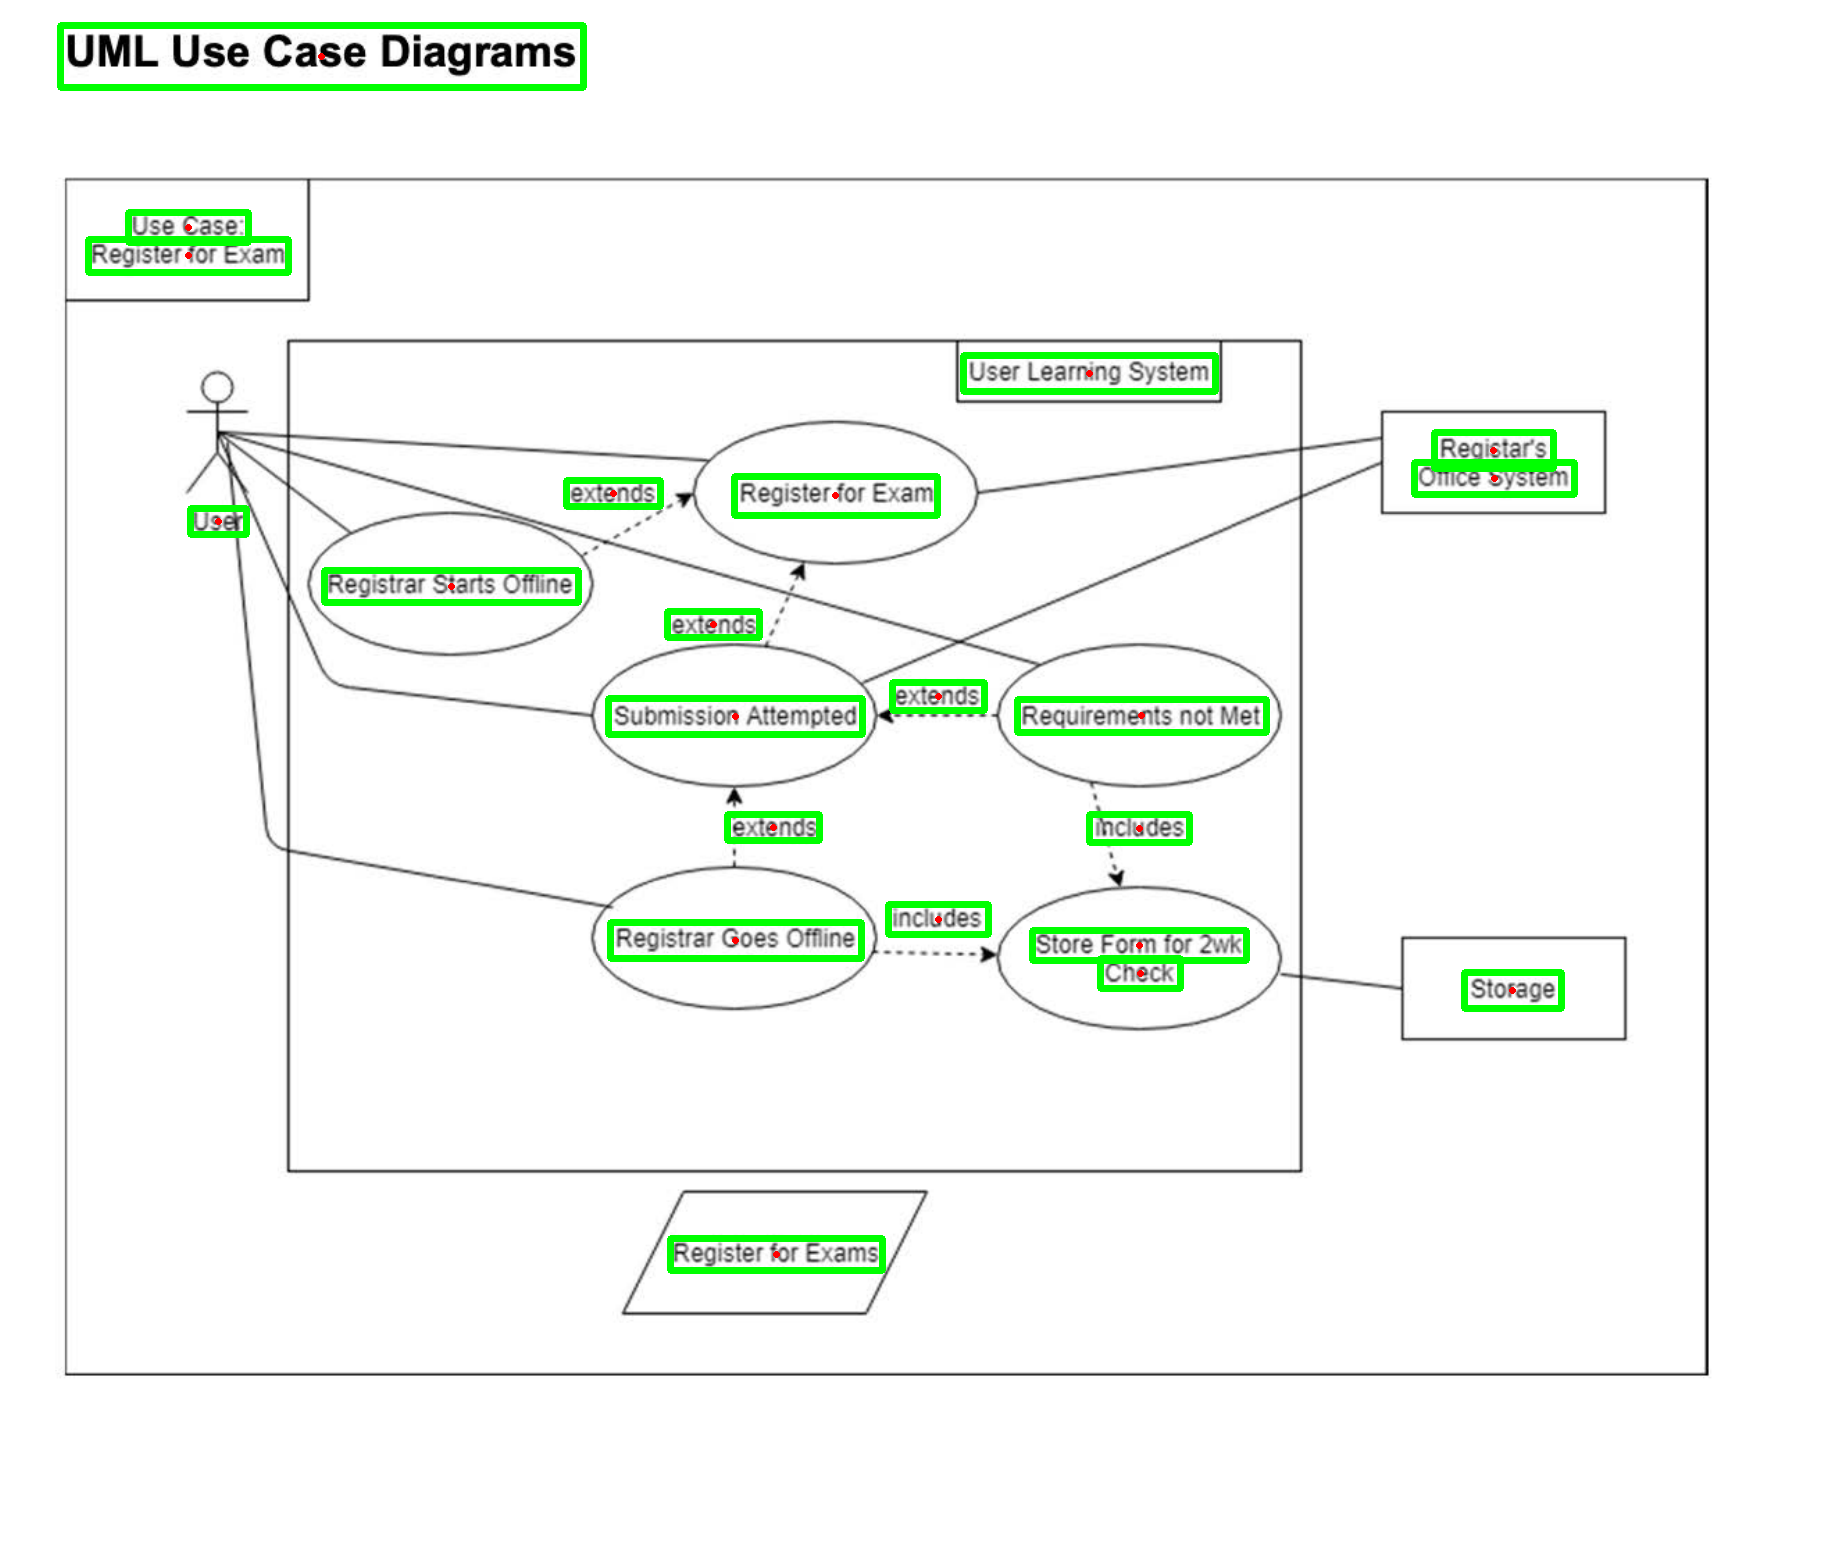 UML Use Case Diagrams
Use Case:
Register for Exam
User Learning System
Registar's
Office System
extends
Register for Exam
User
Registrar Starts Offline
extends
extends
Submission Attempted
Requirements not Met
extends
includes
includes
Registrar Goes Offline
Store Form for 2wk
Check
Storage
Register for Exams